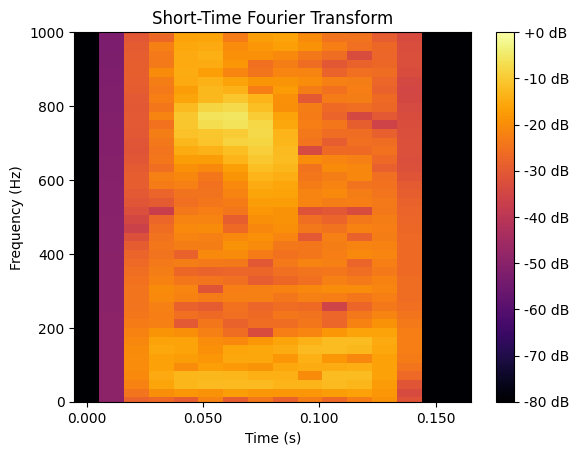 Short-Time Fourier Transform
1000
800
600
400
200
0
Frequency (Hz)
0.000
0.050
0.100
0.150
Time (s)
+0 dB
-10 dB
-20 dB
-30 dB
-40 dB
-50 dB
-60 dB
-70 dB
-80 dB